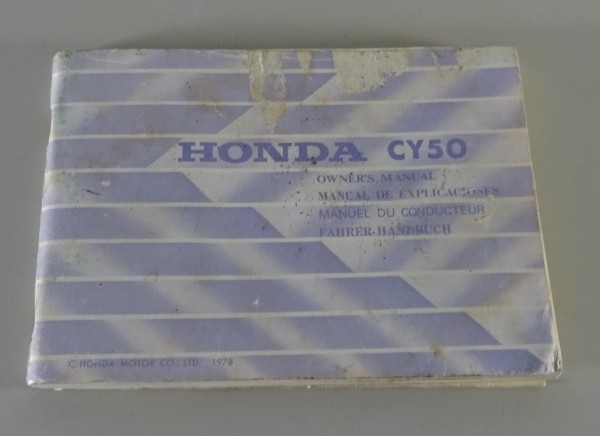 HONDA CY50
OWNER'S MANUAL
MANUAL DE EXPLICACIONES
MANUEL DU CONDUCTEUR
FAHRER-HANDBUCH
C HONDA MOTOR CO., LTD. 1978